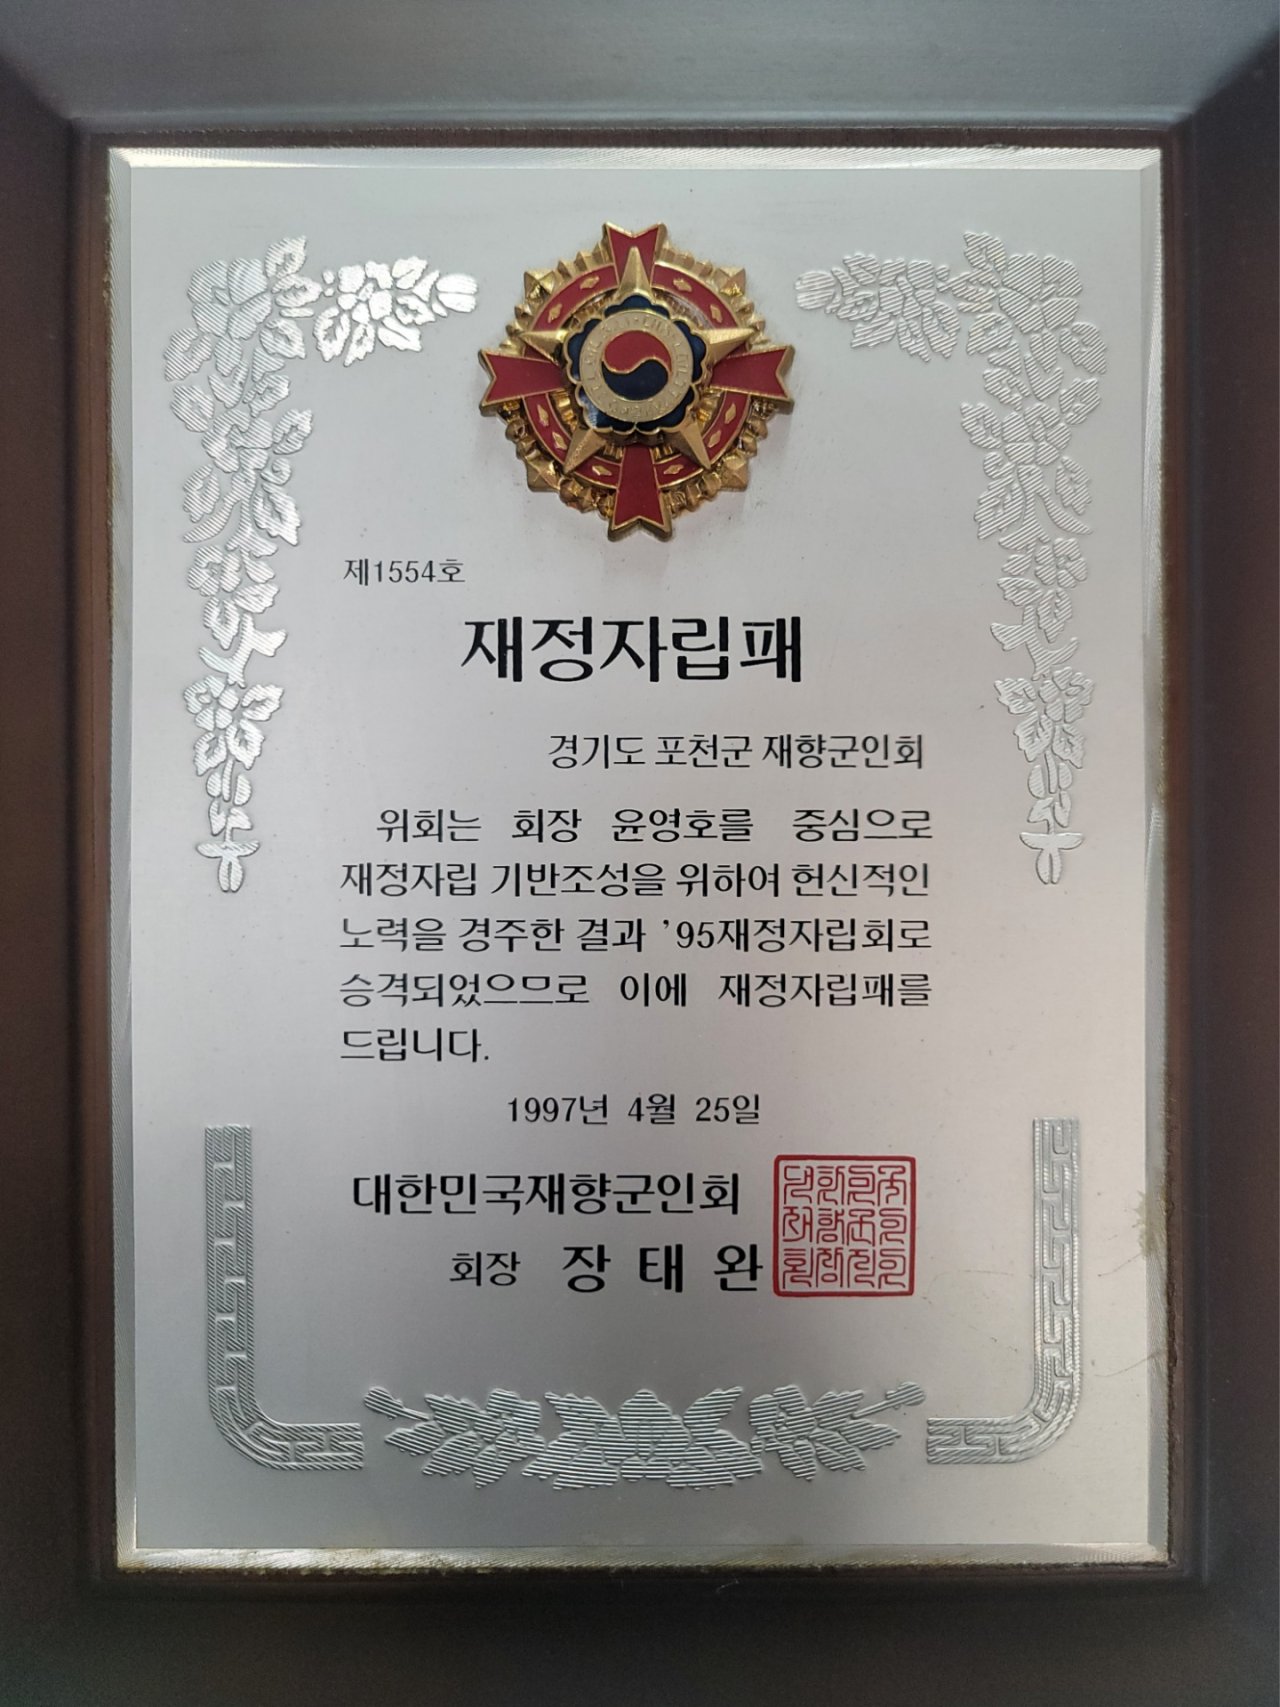 제1554호
재정자립패
경기도 포천군 재향군인회
위회는 회장 윤영호를 중심으로
재정자립 기반조성을 위하여 헌신적인
노력을 경주한 결과 '95재정자립회로
승격되었으므로 이에 재정자립패를
드립니다.
1997년 4월 25일
대한민국재향군인회
회장 장태완